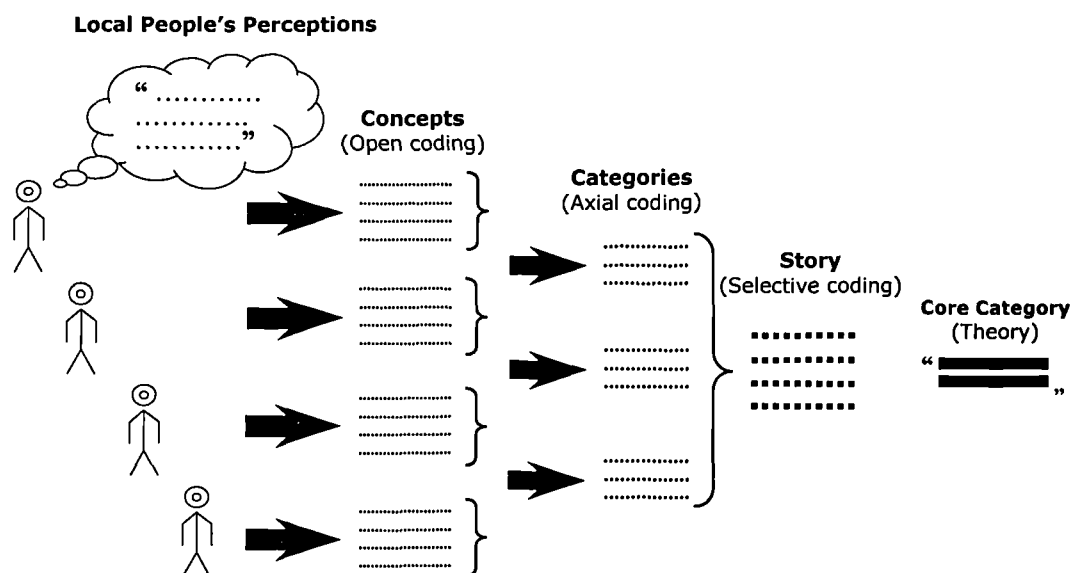 Local People's Perceptions
“ ............
.............
............”
Concepts
(Open coding)
Categories
(Axial coding)
Story
(Selective coding)
Core Category
(Theory)
“
”